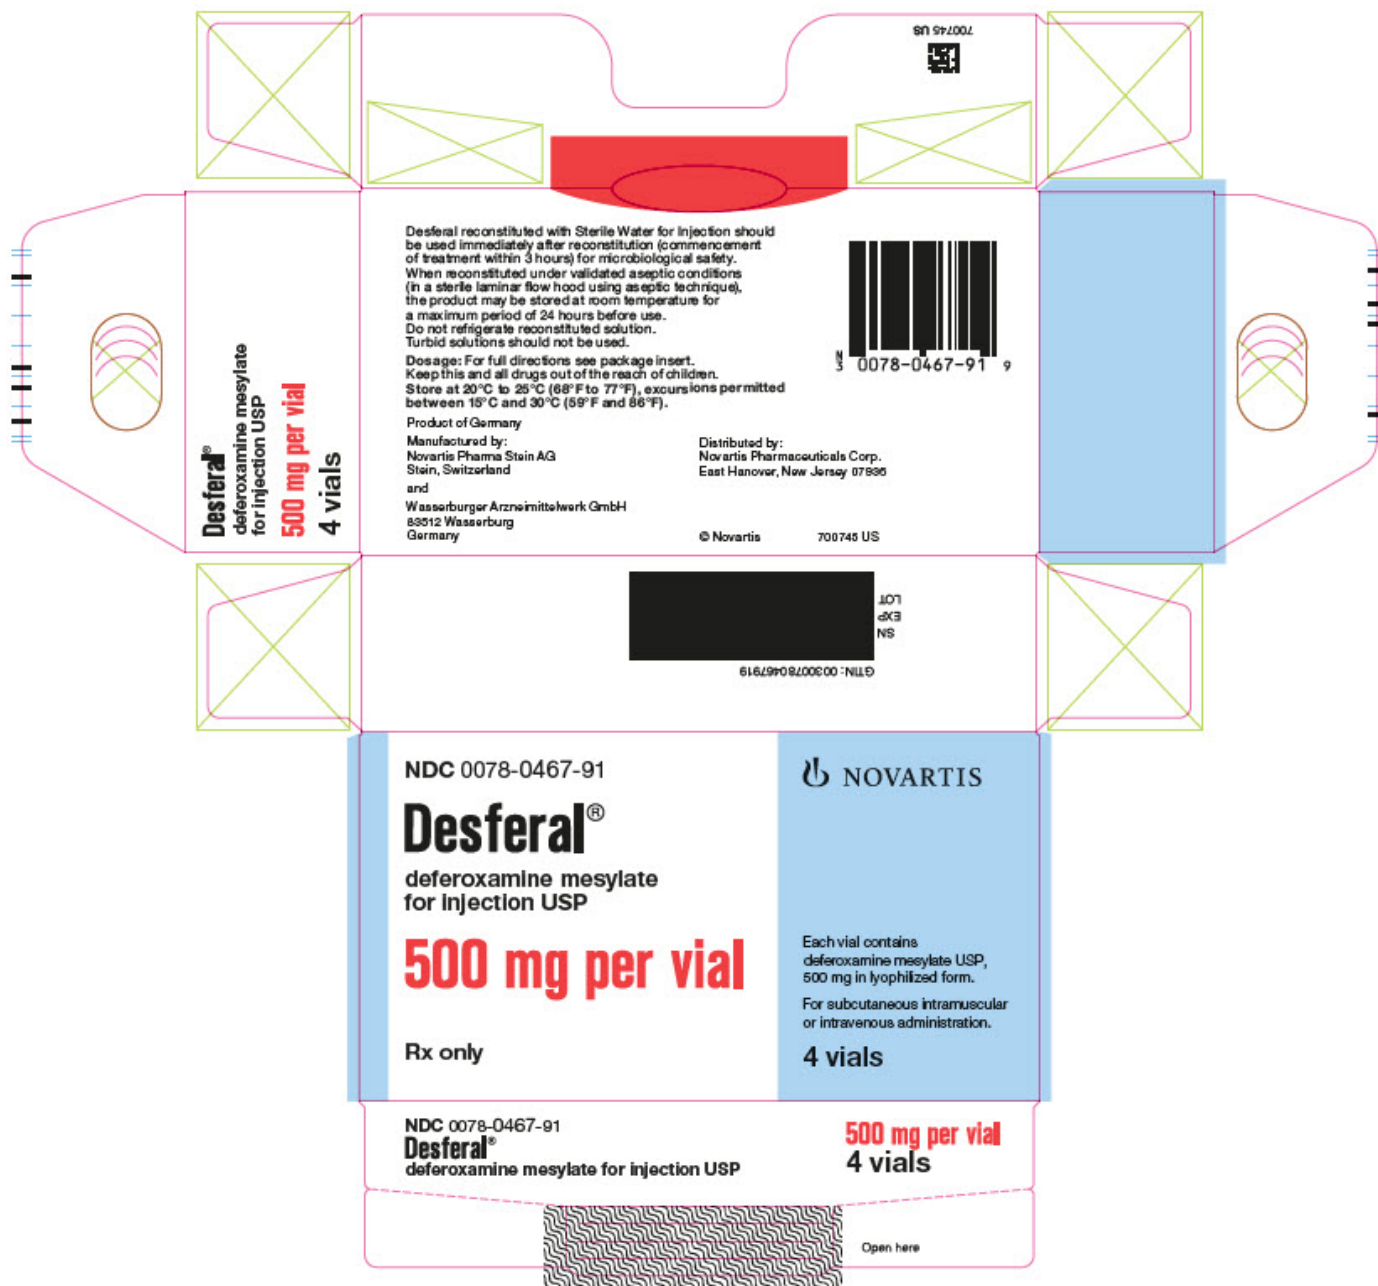 700745 US
Desferal reconstituted with Sterile Water for Injection should
be used immediately after reconstitution (commencement
of treatment within 3 hours) for microbiological safety.
When reconstituted under validated aseptic conditions
(in a sterile laminar flow hood using aseptic technique),
the product may be stored at room temperature for
a maximum period of 24 hours before use.
Do not refrigerate reconstituted solution.
Turbid solutions should not be used.
Dosage: For full directions see package insert.
Keep this and all drugs out of the reach of children.
Store at 20°C to 25°C (68°F to 77°F), excursions permitted
between 15°C and 30°C (59°F and 86°F).
Product of Germany
Manufactured by:
Novartis Pharma Stein AG
Stein, Switzerland
and
Wasserburger Arzneimittelwerk GmbH
83512 Wasserburg
Germany
Distributed by:
Novartis Pharmaceuticals Corp.
East Hanover, New Jersey 07936
© Novartis 700745 US
N
3 0078-0467-91 9
Desferal®
deferoxamine mesylate
for injection USP
500 mg per vial
4 vials
LOT
EXP
SN
GTIN: 00300780467919
NDC 0078-0467-91
Desferal®
deferoxamine mesylate
for injection USP
500 mg per vial
Rx only
NOVARTIS
Each vial contains
deferoxamine mesylate USP,
500 mg in lyophilized form.
For subcutaneous intramuscular
or intravenous administration.
4 vials
NDC 0078-0467-91
Desferal®
deferoxamine mesylate for injection USP
500 mg per vial
4 vials
Open here